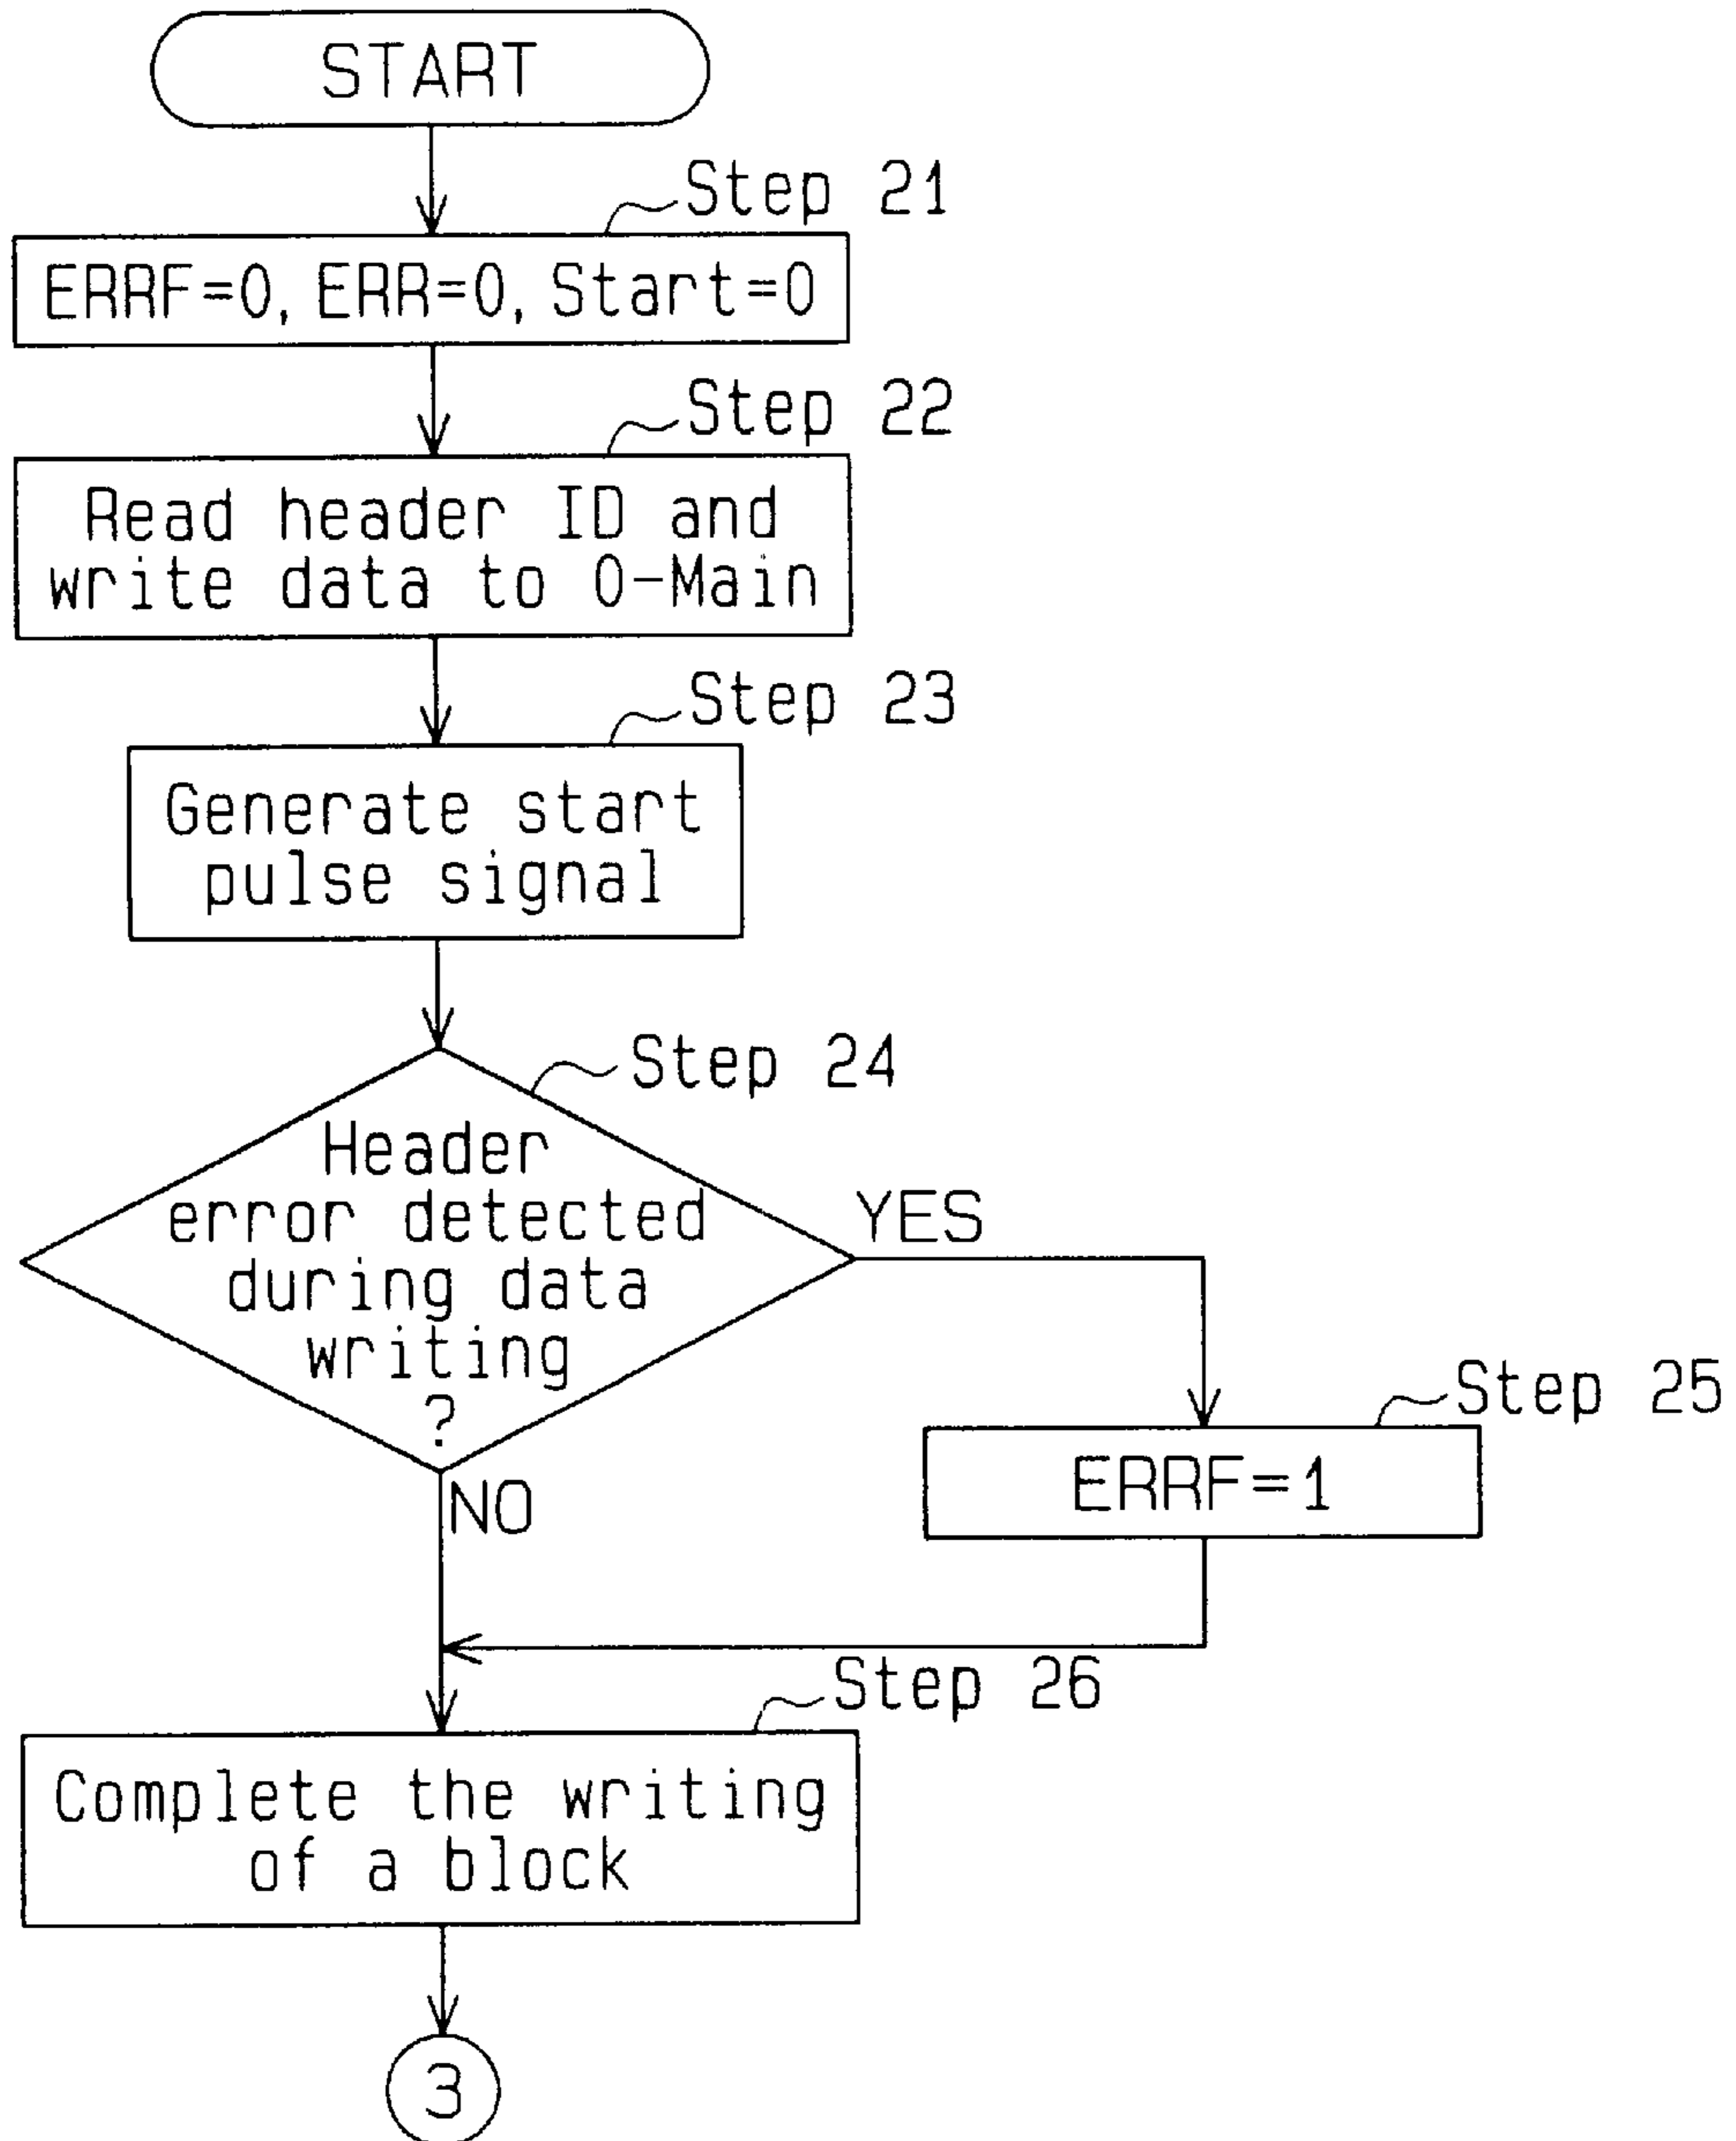 START
Step 21
ERRF=0, ERR=0, Start=0
Step 22
Read header ID and
write data to 0-Main
Step 23
Generate start
pulse signal
Step 24
Header
error detected
during data
writing
?
YES
NO
Step 25
ERRF=1
Step 26
Complete the writing
of a block
3